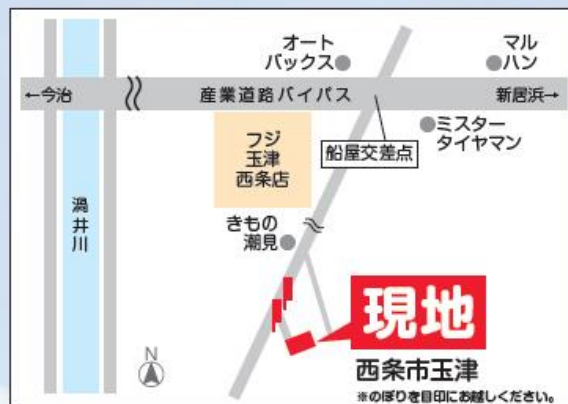 オート
バックス
マル
ハン
←今治
産業道路バイパス
新居浜→
フジ
玉津
西条店
船屋交差点
ミスター
タイヤマン
渦井川
きもの
潮見
現地
西条市玉津
※のぼりを目印にお越しください。
N